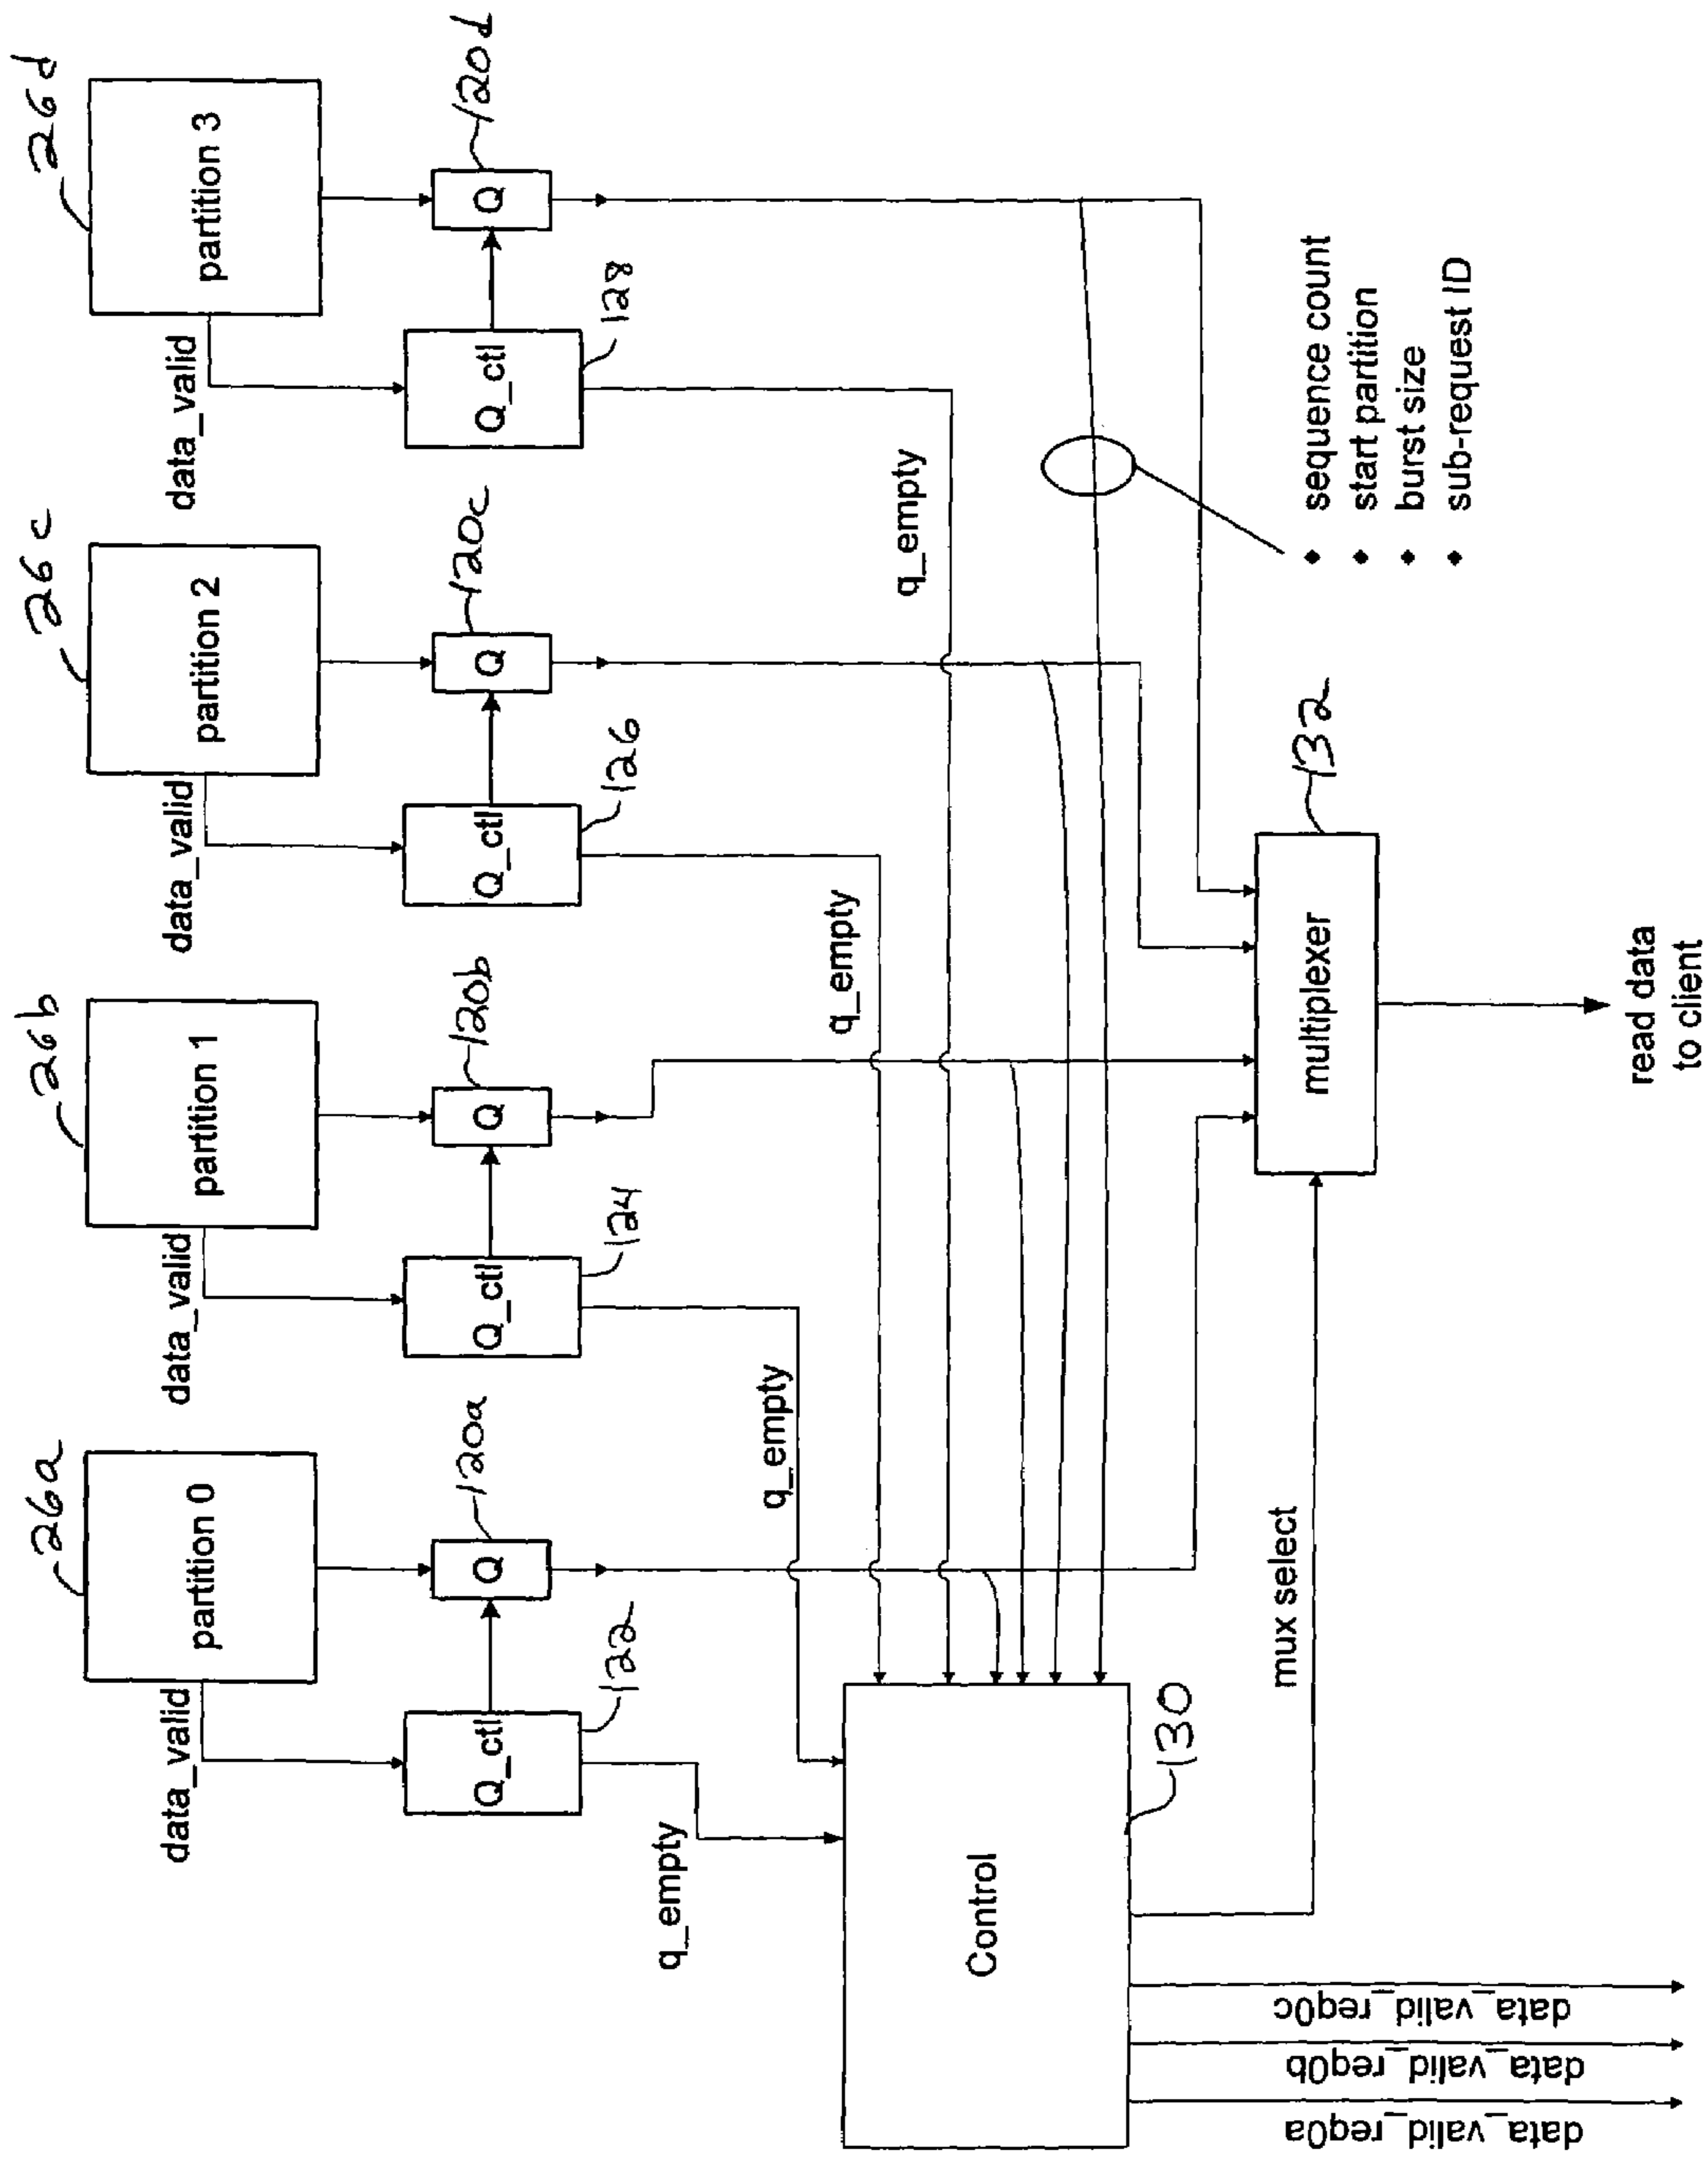 26a
26b
26c
26d
partition 0
partition 1
partition 2
partition 3
data_valid
data_valid
data_valid
data_valid
120a
120b
120c
120d
Q_ctl
Q
Q_ctl
Q
Q_ctl
Q
Q_ctl
Q
122
124
126
128
q_empty
q_empty
q_empty
q_empty
Control
130
mux select
multiplexer
132
• sequence count
• start partition
• burst size
• sub-request ID
data_valid_req0a
data_valid_req0b
data_valid_req0c
read data
to client